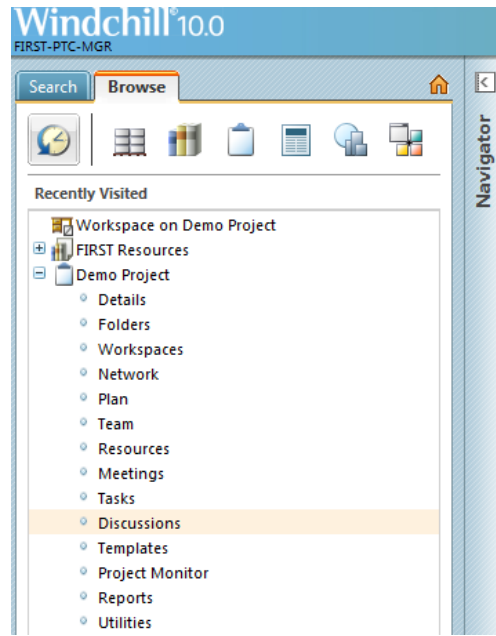 Windchill® 10.0
FIRST-PTC-MGR
Search Browse
Navigator
Recently Visited
Workspace on Demo Project
FIRST Resources
Demo Project
Details
Folders
Workspaces
Network
Plan
Team
Resources
Meetings
Tasks
Discussions
Templates
Project Monitor
Reports
Utilities